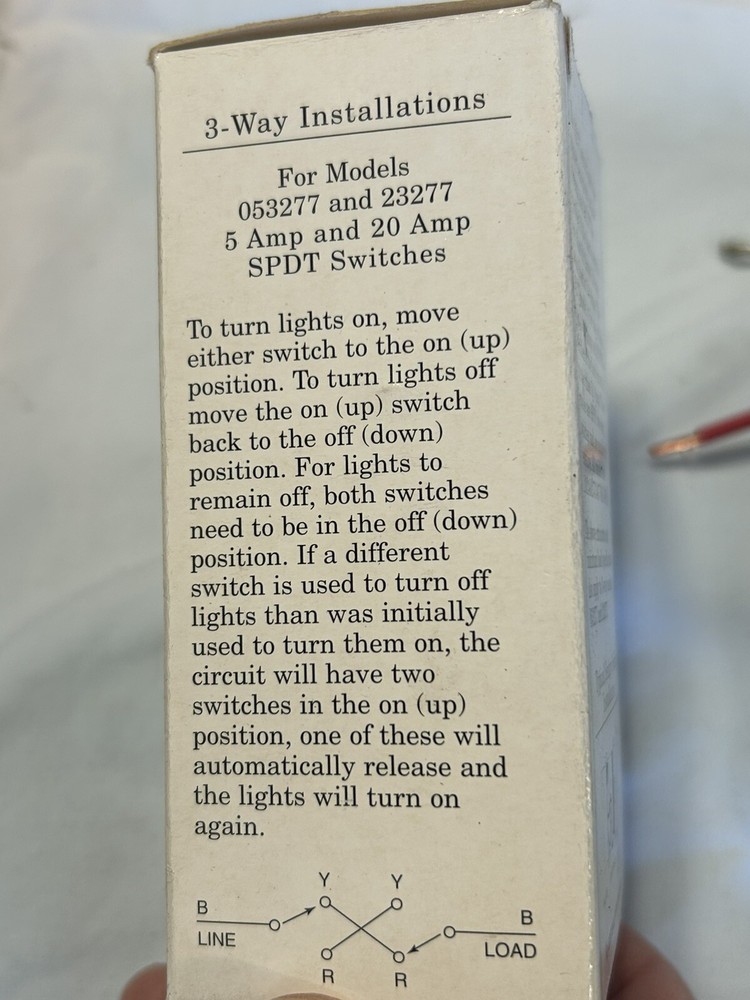 3-Way Installations
For Models
053277 and 23277
5 Amp and 20 Amp
SPDT Switches
To turn lights on, move
either switch to the on (up)
position. To turn lights off
move the on (up) switch
back to the off (down)
position. For lights to
remain off, both switches
need to be in the off (down)
position. If a different
switch is used to turn off
lights than was initially
used to turn them on, the
circuit will have two
switches in the on (up)
position, one of these will
automatically release and
the lights will turn on
again.
Y Y
B B
LINE LOAD
R R